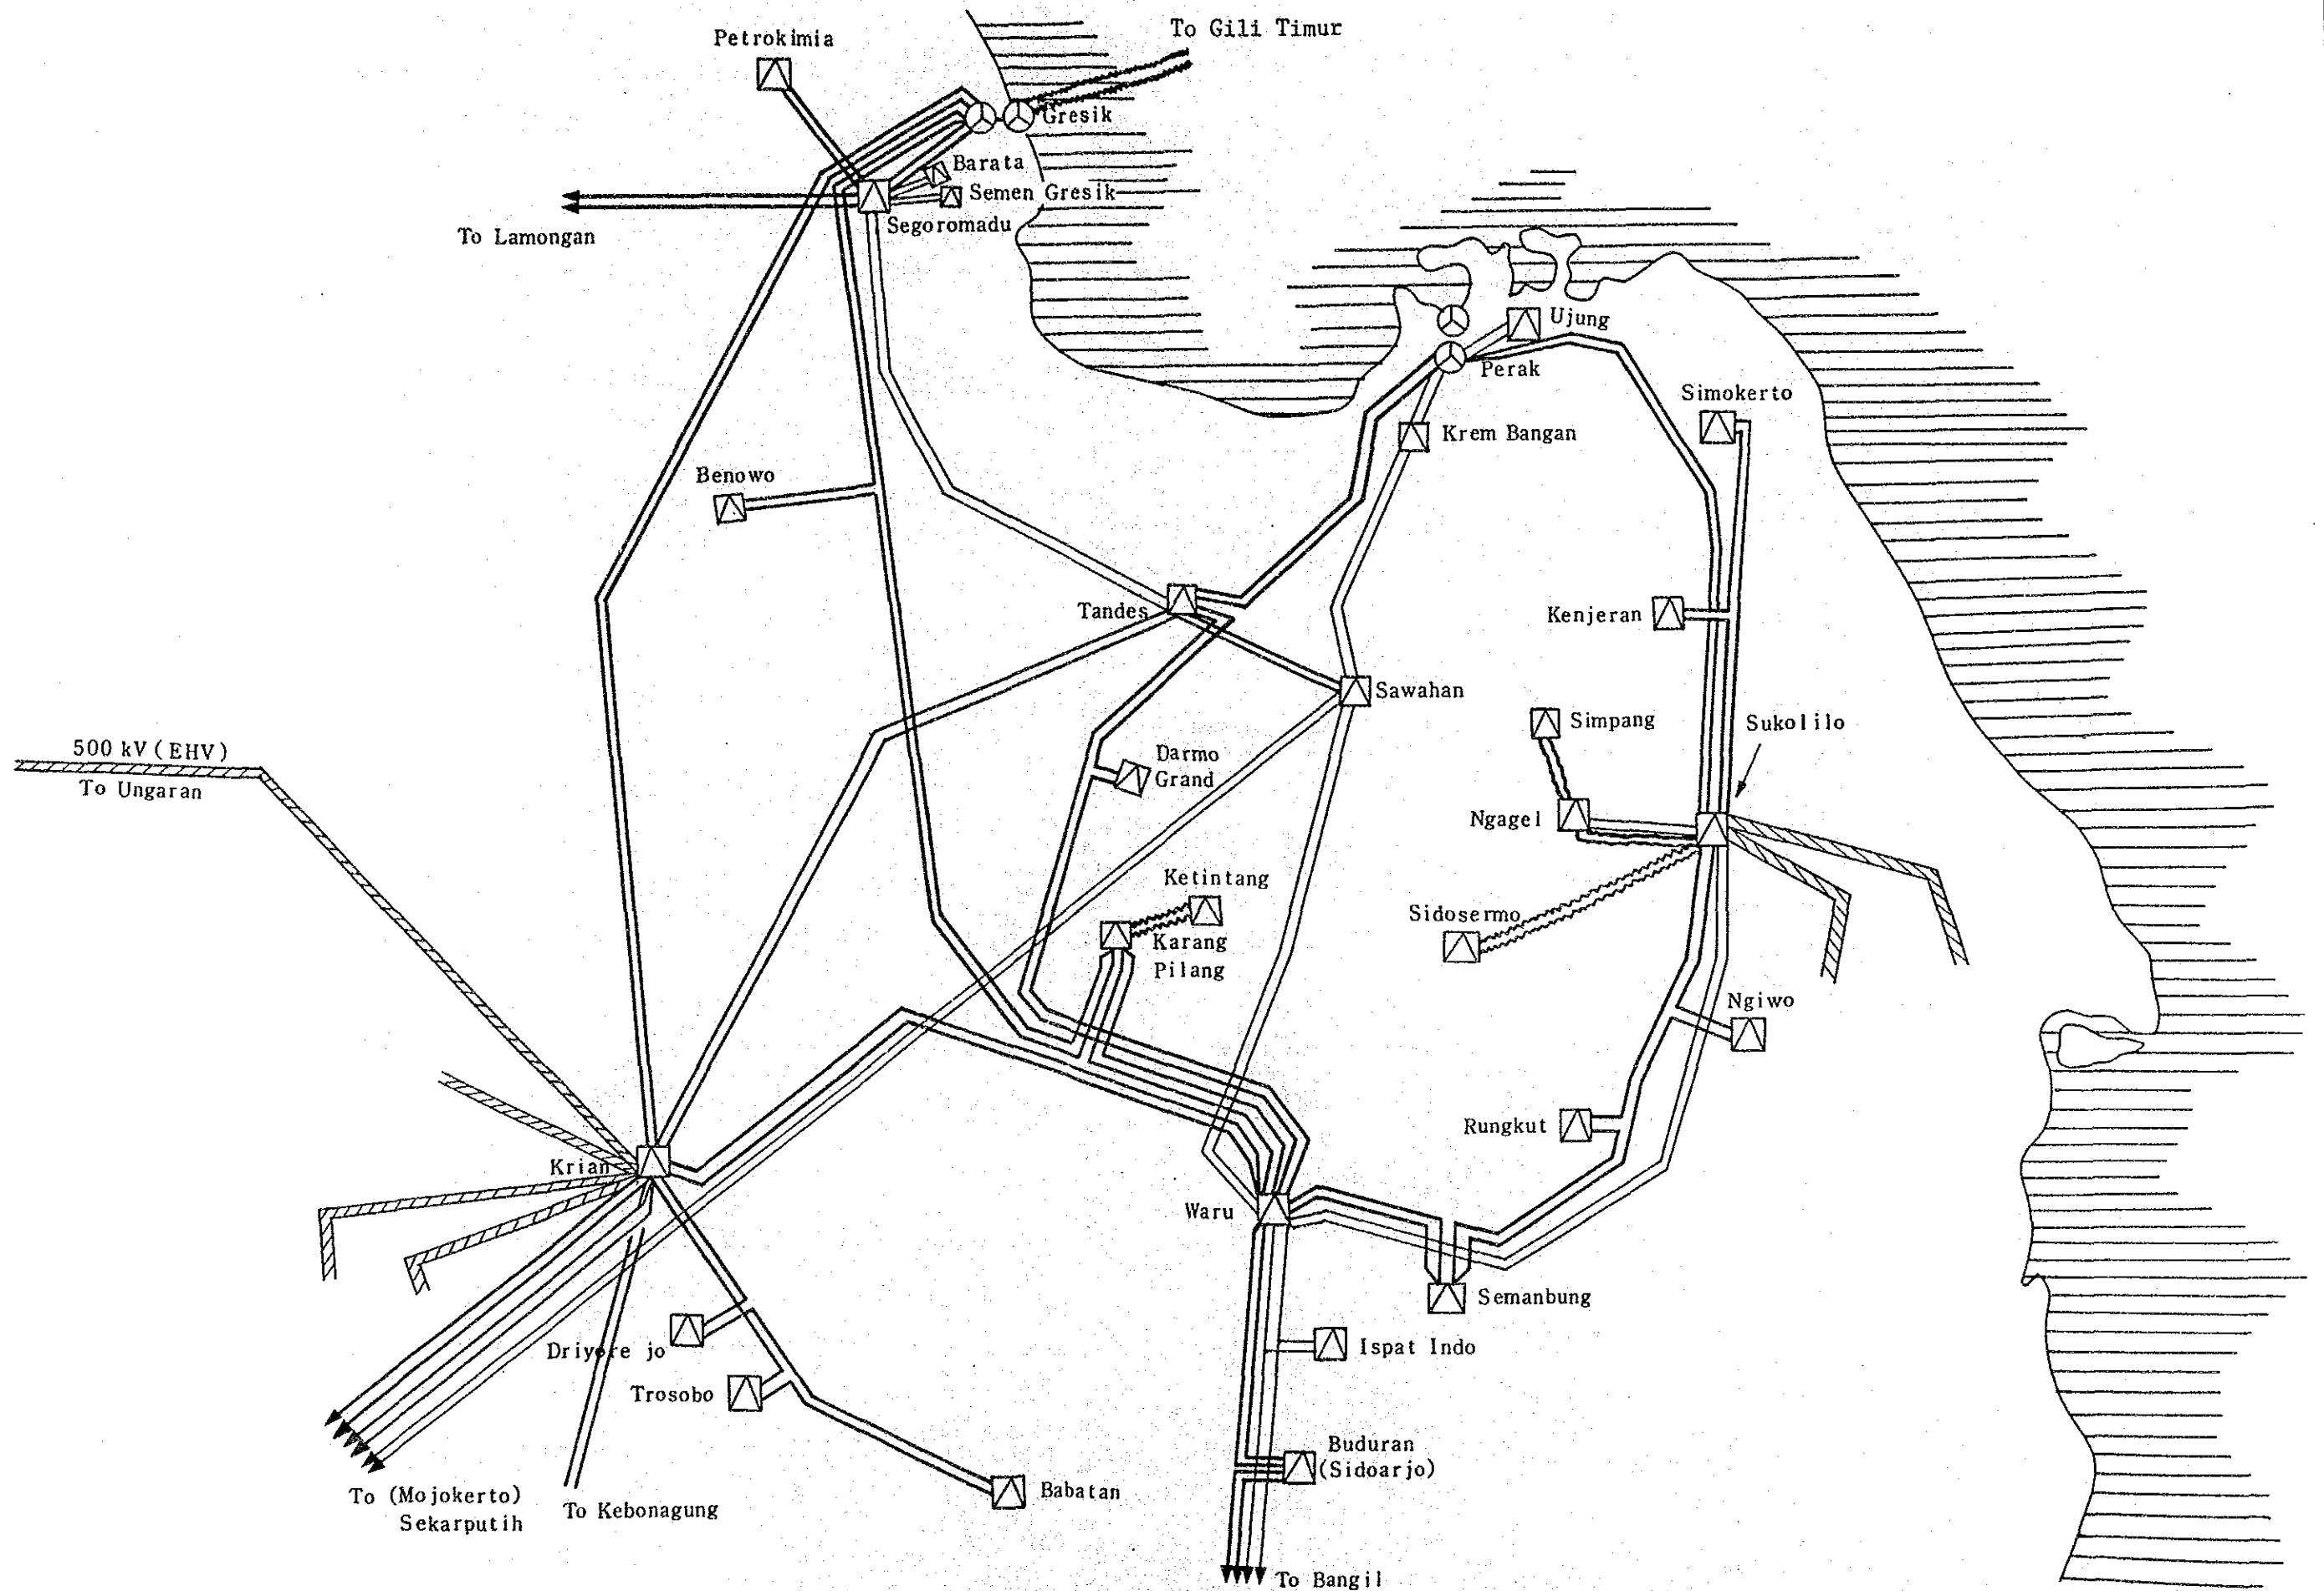 To Gili Timur
Petrokimia
Gresik
Barata
Semen Gresik
Segoromadu
To Lamongan
Ujung
Perak
Simokerto
Krem Bangan
Benowo
Tandes
Kenjeran
Sawahan
Simpang
Sukolilo
500 kV (EHV)
To Ungaran
Darmo
Grand
Ngagel
Ketintang
Sidosermo
Karang
Pilang
Ngiwo
Rungkut
Krian
Waru
Semanbung
Driyore jo
Ispat Indo
Trosobo
Buduran
(Sidoarjo)
Babatan
To (Mojokerto)
Sekarputih
To Kebonagung
To Bangil